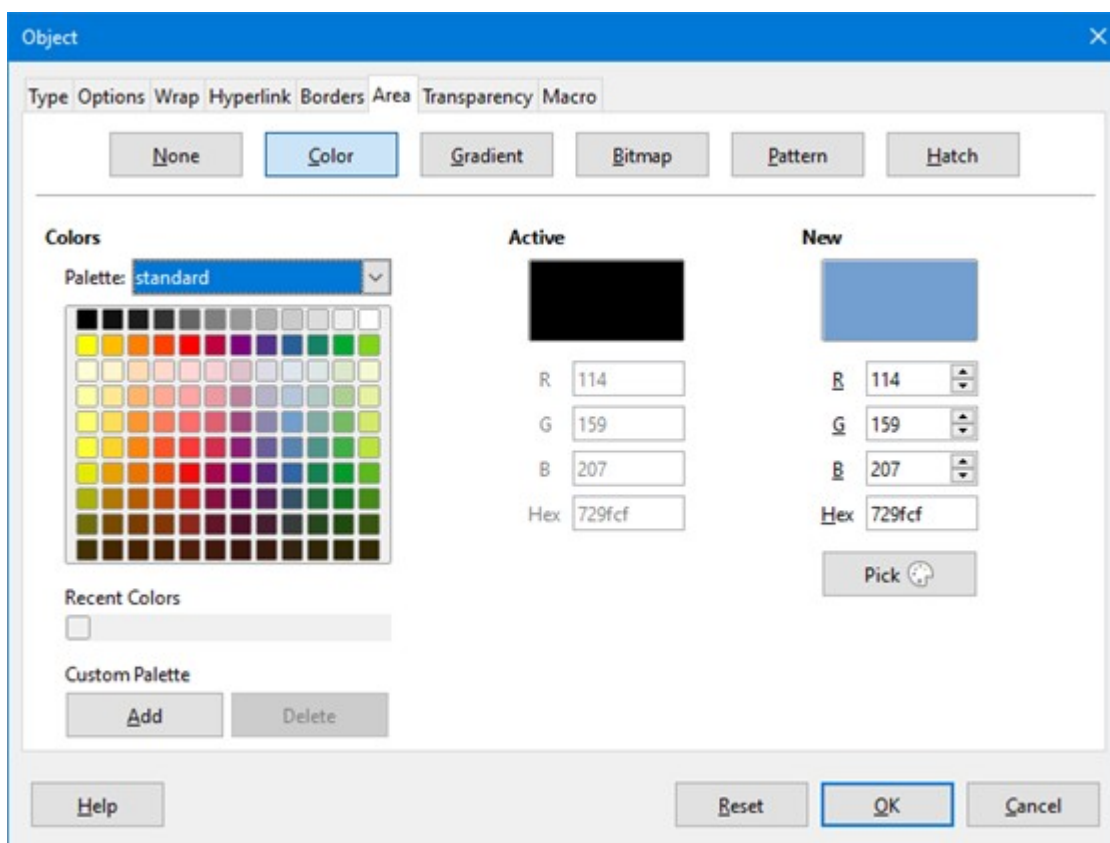 Object
Type Options Wrap Hyperlink Borders Area Transparency Macro
None Color Gradient Bitmap Pattern Hatch
Colors
Palette: standard
Recent Colors
Custom Palette
Add Delete
Active
R 114
G 159
B 207
Hex 729fcf
New
R 114
G 159
B 207
Hex 729fcf
Pick
Help Reset OK Cancel